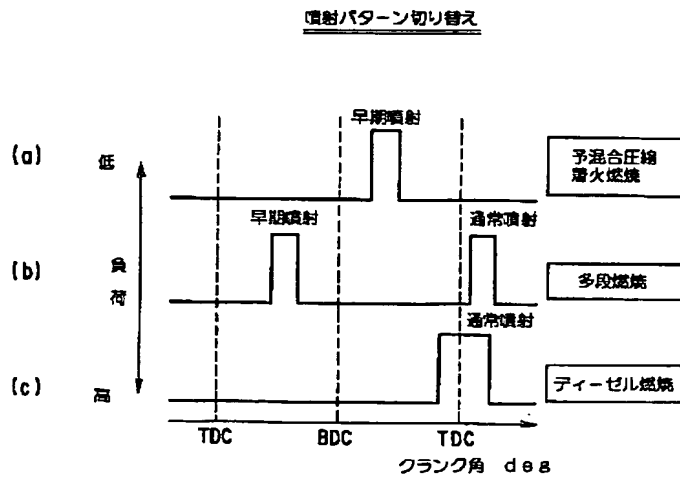 噴射パターン切り替え
早期噴射
(a)
低
予混合圧縮
着火燃焼
早期噴射
通常噴射
(b)
負
荷
多段燃焼
通常噴射
(c)
高
ディーゼル燃焼
TDC
BDC
TDC
クランク角 deg